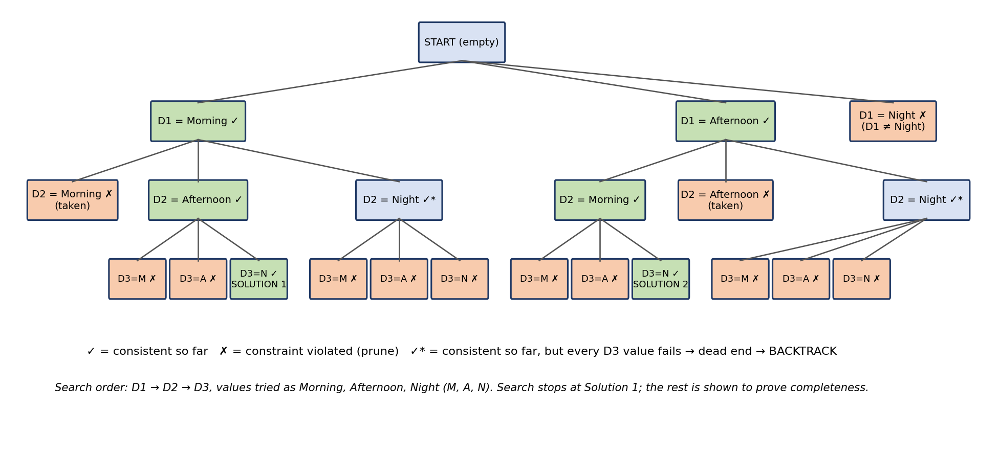 START (empty)
D1 = Morning ✓
D1 = Afternoon ✓
D1 = Night ✗
(D1 ≠ Night)
D2 = Morning ✗
(taken)
D2 = Afternoon ✓
D2 = Night ✓*
D2 = Morning ✓
D2 = Afternoon ✗
(taken)
D2 = Night ✓*
D3=M ✗
D3=A ✗
D3=N ✓
SOLUTION 1
D3=M ✗
D3=A ✗
D3=N ✗
D3=M ✗
D3=A ✗
D3=N ✓
SOLUTION 2
D3=M ✗
D3=A ✗
D3=N ✗
✓ = consistent so far   ✗ = constraint violated (prune)   ✓* = consistent so far, but every D3 value fails → dead end → BACKTRACK
Search order: D1 → D2 → D3, values tried as Morning, Afternoon, Night (M, A, N). Search stops at Solution 1; the rest is shown to prove completeness.